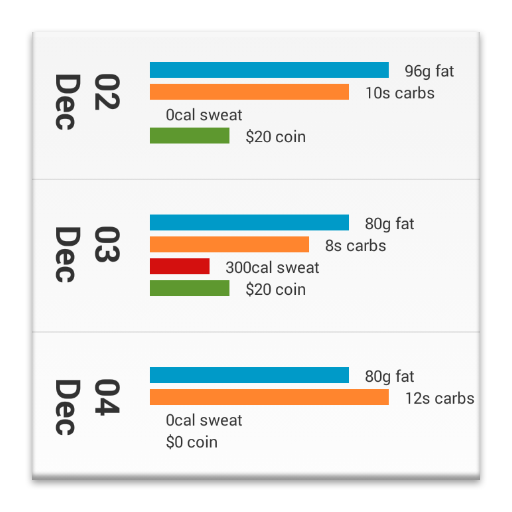 02
Dec
96g fat
10s carbs
0cal sweat
$20 coin
03
Dec
80g fat
8s carbs
300cal sweat
$20 coin
04
Dec
80g fat
12s carbs
0cal sweat
$0 coin